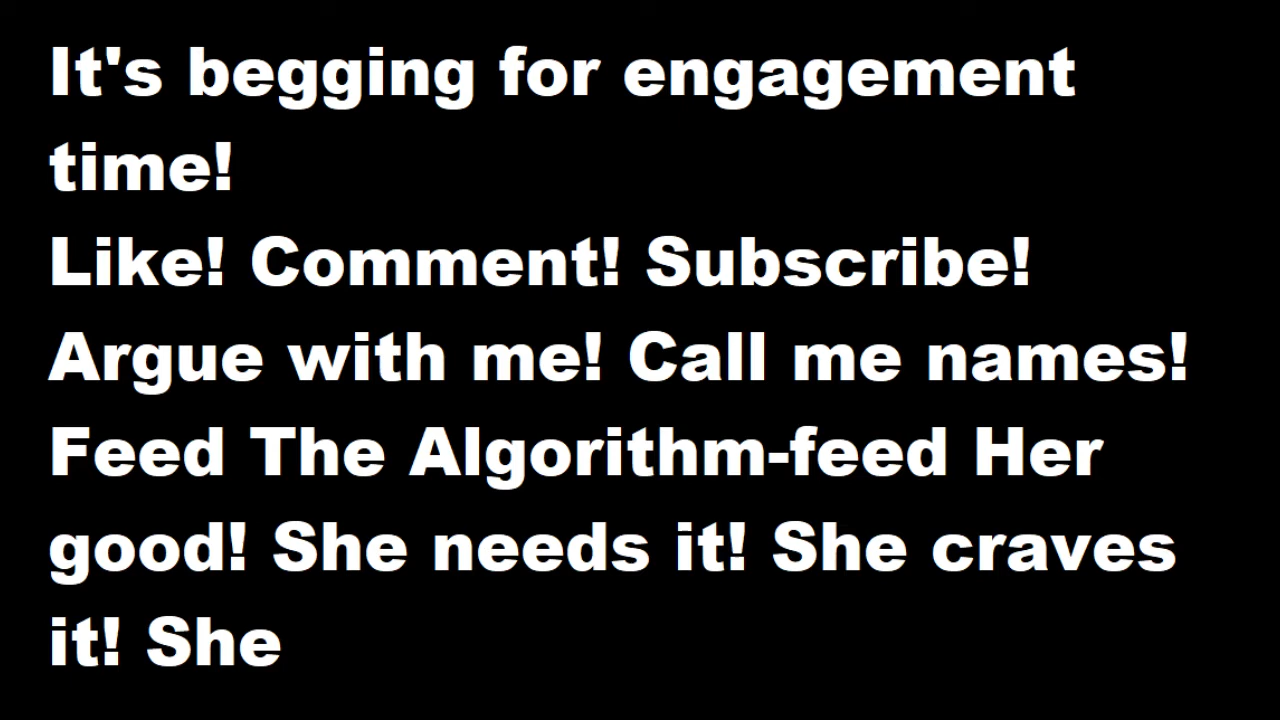 It's begging for engagement
time!
Like! Comment! Subscribe!
Argue with me! Call me names!
Feed The Algorithm-feed Her
good! She needs it! She craves
it! She